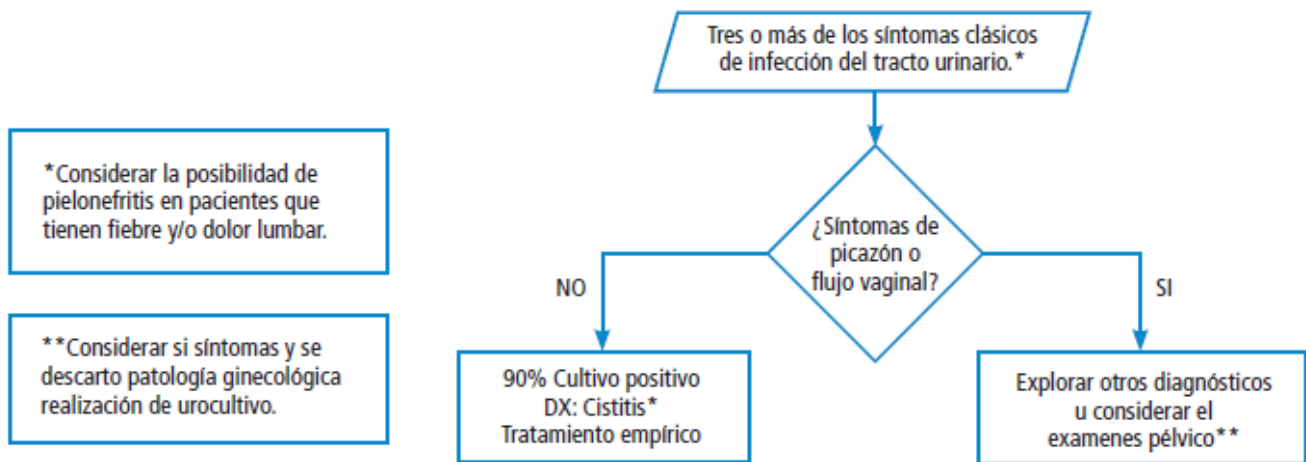 Tres o más de los síntomas clásicos
de infección del tracto urinario.*
*Considerar la posibilidad de
pielonefritis en pacientes que
tienen fiebre y/o dolor lumbar.
¿Síntomas de
picazón o
flujo vaginal?
NO
SI
**Considerar si síntomas y se
descarto patología ginecológica
realización de urocultivo.
90% Cultivo positivo
DX: Cistitis*
Tratamiento empírico
Explorar otros diagnósticos
u considerar el
examenes pélvico**